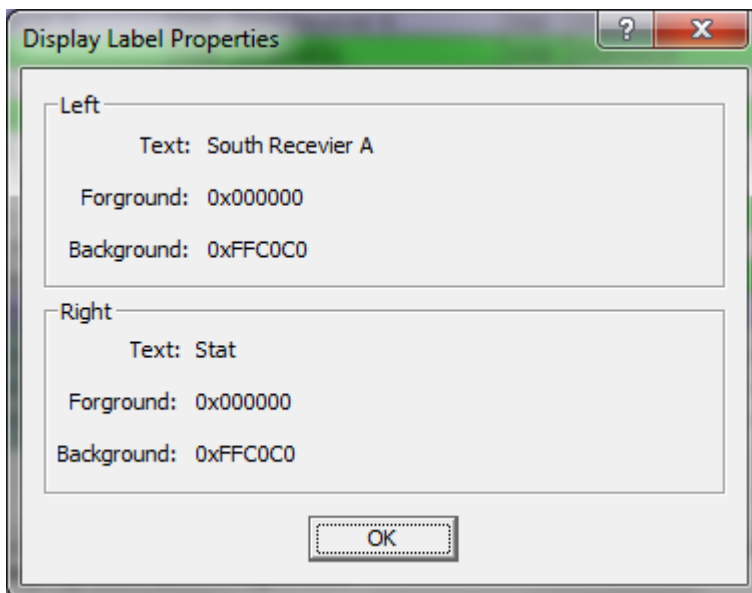 Display Label Properties
?
X
Left
Text: South Recevier A
Forground: 0x000000
Background: 0xFFC0C0
Right
Text: Stat
Forground: 0x000000
Background: 0xFFC0C0
OK